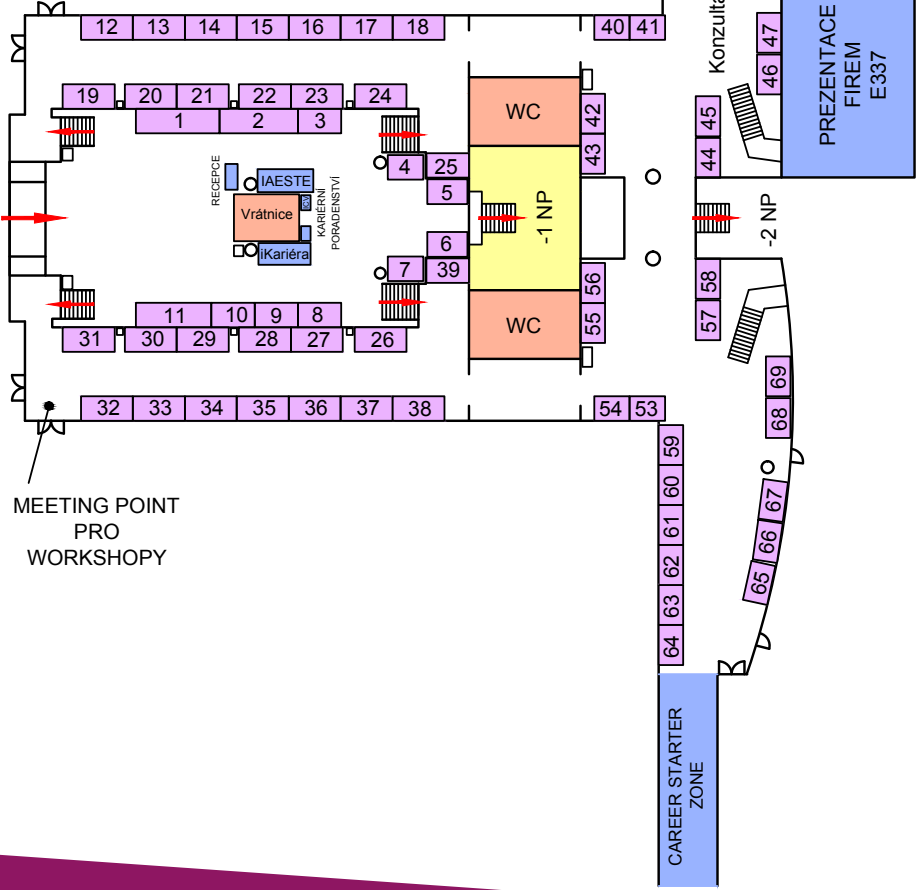 12 13 14 15 16 17 18
40 41
Konzulta
47
46
PREZENTACE
FIREM
E337
19 20 21 22 23 24
1 2 3
WC
42
43
45
44
4 25
5
RECEPCE
IAESTE
Vrátnice
KARIÉRNÍ
PORADENSTVÍ
iKariéra
-1 NP
-2 NP
6
7 39
11 10 9 8
31 30 29 28 27 26
WC
56
55
58
57
69
68
32 33 34 35 36 37 38
54 53
59
60
61
62
63
64
67
66
65
MEETING POINT
PRO
WORKSHOPY
CAREER STARTER
ZONE